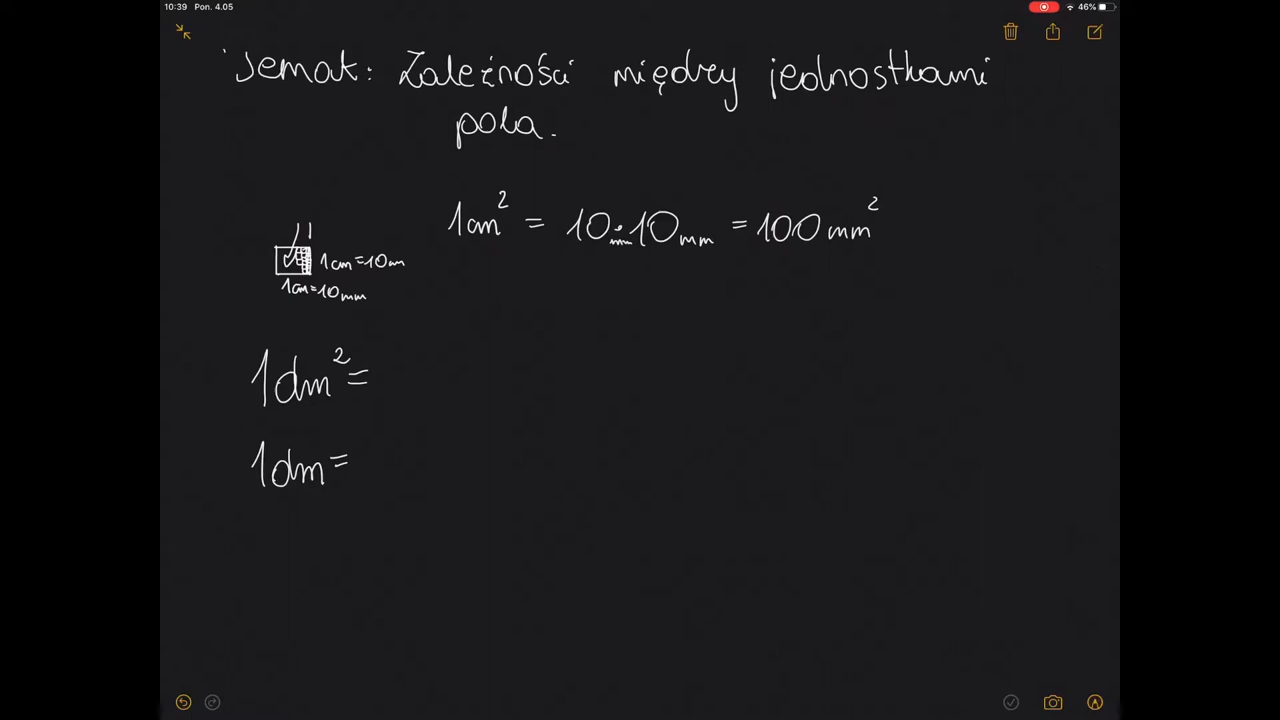 10:39 Pon. 4.05
46%
Temat: Zależności między jednostkami
pola.
1cm² = 10mm·10mm = 100mm²
1cm=10m
1cm=10mm
1dm²=
1dm=